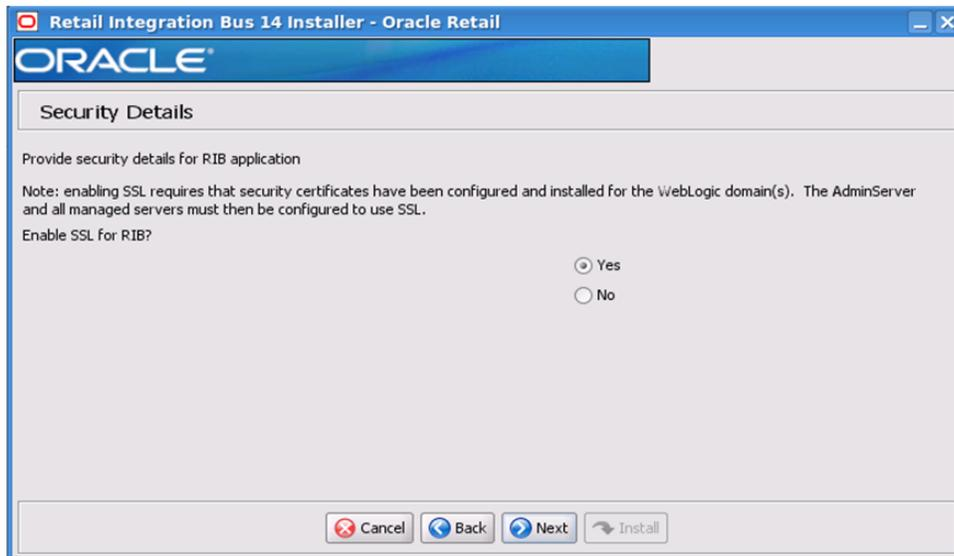 Retail Integration Bus 14 Installer - Oracle Retail
ORACLE®
Security Details
Provide security details for RIB application
Note: enabling SSL requires that security certificates have been configured and installed for the WebLogic domain(s). The AdminServer
and all managed servers must then be configured to use SSL.
Enable SSL for RIB?
Yes
No
Cancel Back Next Install